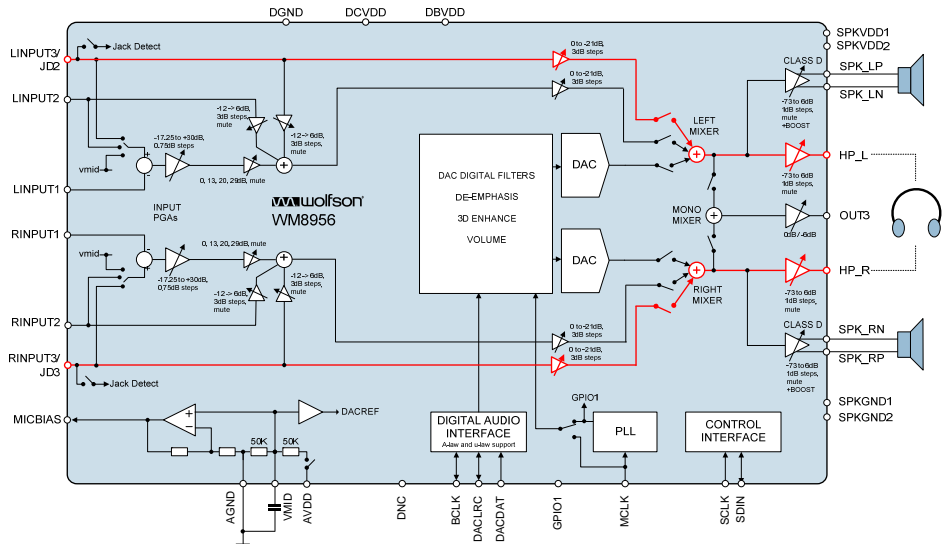 DGND
DCVDD
DBVDD
LINPUT3/
JD2
Jack Detect
LINPUT2
vmid
LINPUT1
-17.25 to +30dB,
0.75dB steps
-12 -> 6dB,
3dB steps,
mute
-12 -> 6dB,
3dB steps,
mute
0, 13, 20, 29dB, mute
INPUT
PGAs
wolfson
WM8956
RINPUT1
vmid
-17.25 to +30dB,
0.75dB steps
0, 13, 20, 29dB, mute
-12 -> 6dB,
3dB steps,
mute
-12 -> 6dB,
3dB steps,
mute
RINPUT2
RINPUT3/
JD3
Jack Detect
MICBIAS
DACREF
50K
50K
AGND
VMID
AVDD
DNC
DAC DIGITAL FILTERS
DE-EMPHASIS
3D ENHANCE
VOLUME
DAC
DAC
0 to -21dB,
3dB steps
0 to -21dB,
3dB steps
0 to -21dB,
3dB steps
0 to -21dB,
3dB steps
LEFT
MIXER
MONO
MIXER
RIGHT
MIXER
CLASS D
-73 to 6dB
1dB steps,
mute
+BOOST
-73 to 6dB
1dB steps,
mute
0dB / -6dB
-73 to 6dB
1dB steps,
mute
CLASS D
-73 to 6dB
1dB steps,
mute
+BOOST
SPKVDD1
SPKVDD2
SPK_LP
SPK_LN
HP_L
OUT3
HP_R
SPK_RN
SPK_RP
SPKGND1
SPKGND2
DIGITAL AUDIO
INTERFACE
A-law and u-law support
GPIO1
PLL
CONTROL
INTERFACE
BCLK
DACLRC
DACDAT
GPIO1
MCLK
SCLK
SDIN